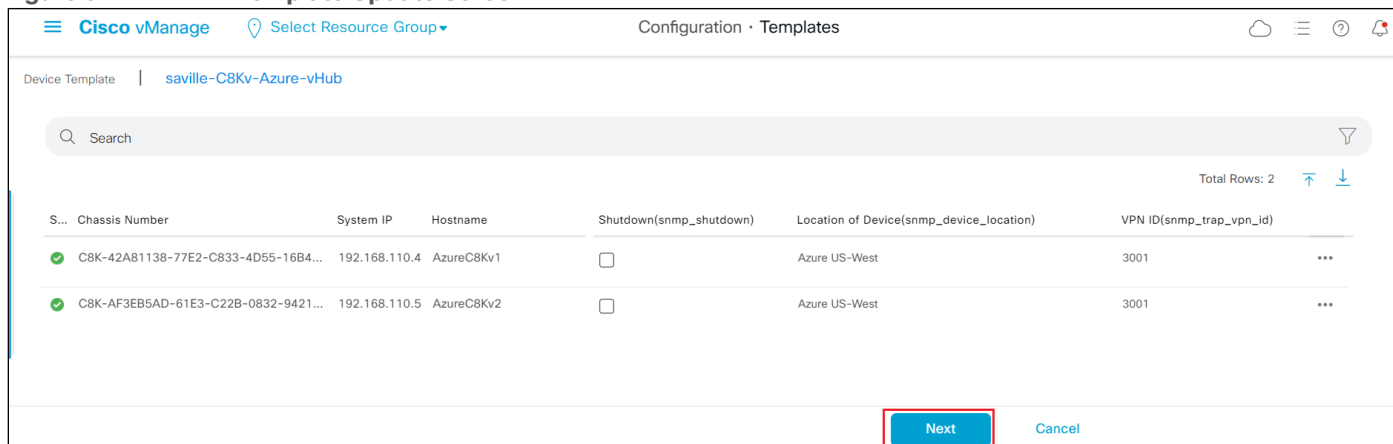 Cisco vManage Select Resource Group Configuration · Templates
Device Template saville-C8Kv-Azure-vHub
Search
Total Rows: 2
S... Chassis Number System IP Hostname Shutdown(snmp_shutdown) Location of Device(snmp_device_location) VPN ID(snmp_trap_vpn_id)
C8K-42A81138-77E2-C833-4D55-16B4... 192.168.110.4 AzureC8Kv1 Azure US-West 3001
C8K-AF3EB5AD-61E3-C22B-0832-9421... 192.168.110.5 AzureC8Kv2 Azure US-West 3001
Next Cancel